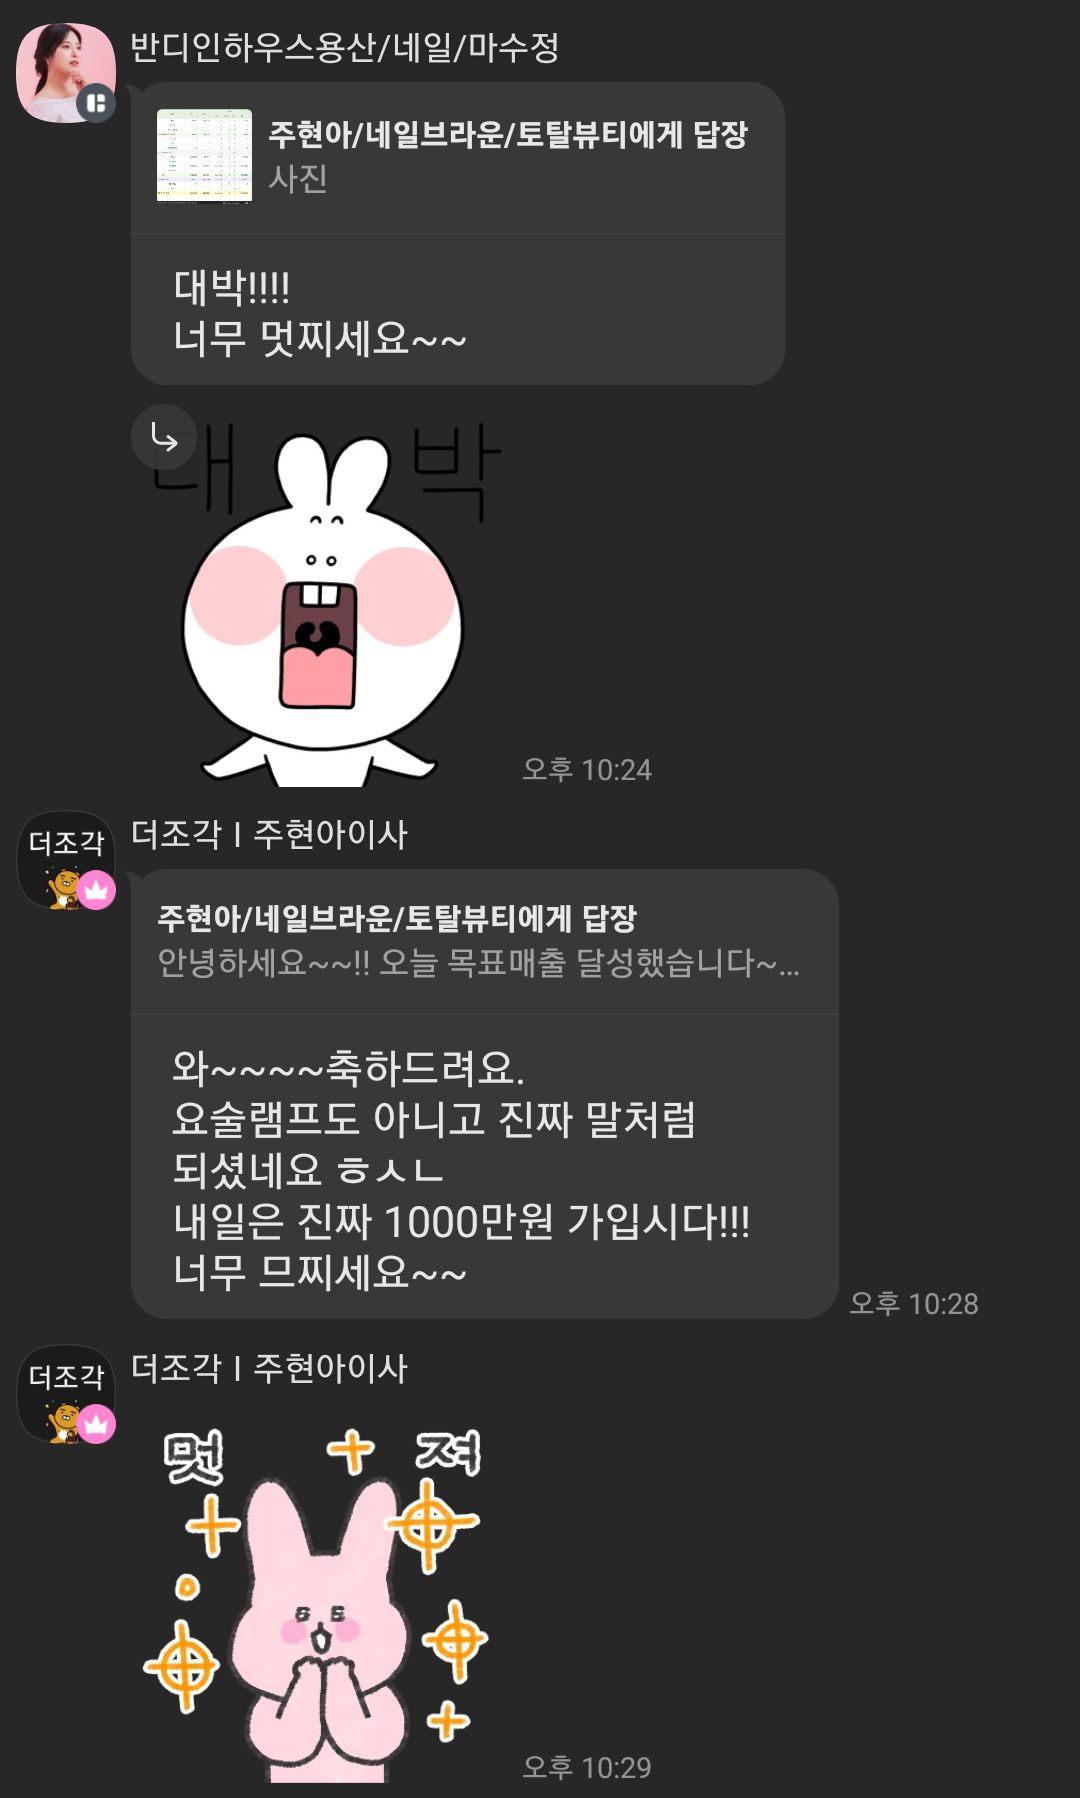 반디인하우스용산/네일/마수정
주현아/네일브라운/토탈뷰티에게 답장
사진
대박!!!!
너무 멋찌세요~~
대 박
오후 10:24
더조각
더조각 I 주현아이사
주현아/네일브라운/토탈뷰티에게 답장
안녕하세요~~!! 오늘 목표매출 달성했습니다~...
와~~~~축하드려요.
요술램프도 아니고 진짜 말처럼
되셨네요 ㅎㅅㄴ
내일은 진짜 1000만원 가입시다!!!
너무 므찌세요~~
오후 10:28
더조각
더조각 I 주현아이사
멋 져
오후 10:29